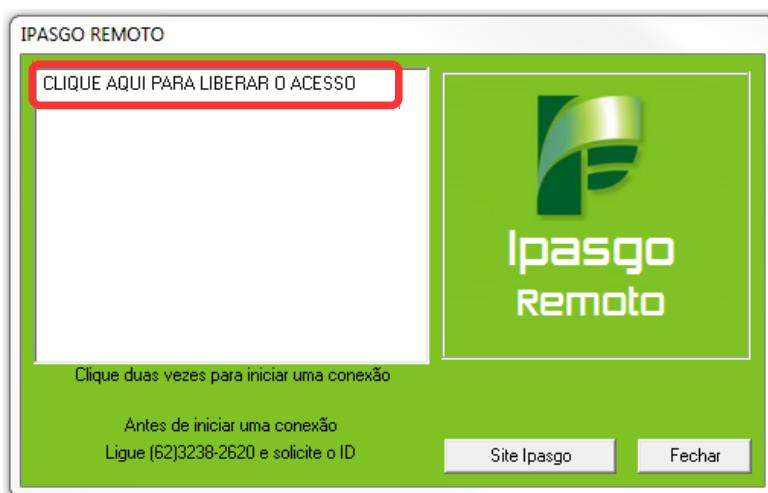 IPASGO REMOTO
CLIQUE AQUI PARA LIBERAR O ACESSO
Ipasgo
Remoto
Clique duas vezes para iniciar uma conexão
Antes de iniciar uma conexão
Ligue (62)3238-2620 e solicite o ID
Site Ipasgo
Fechar